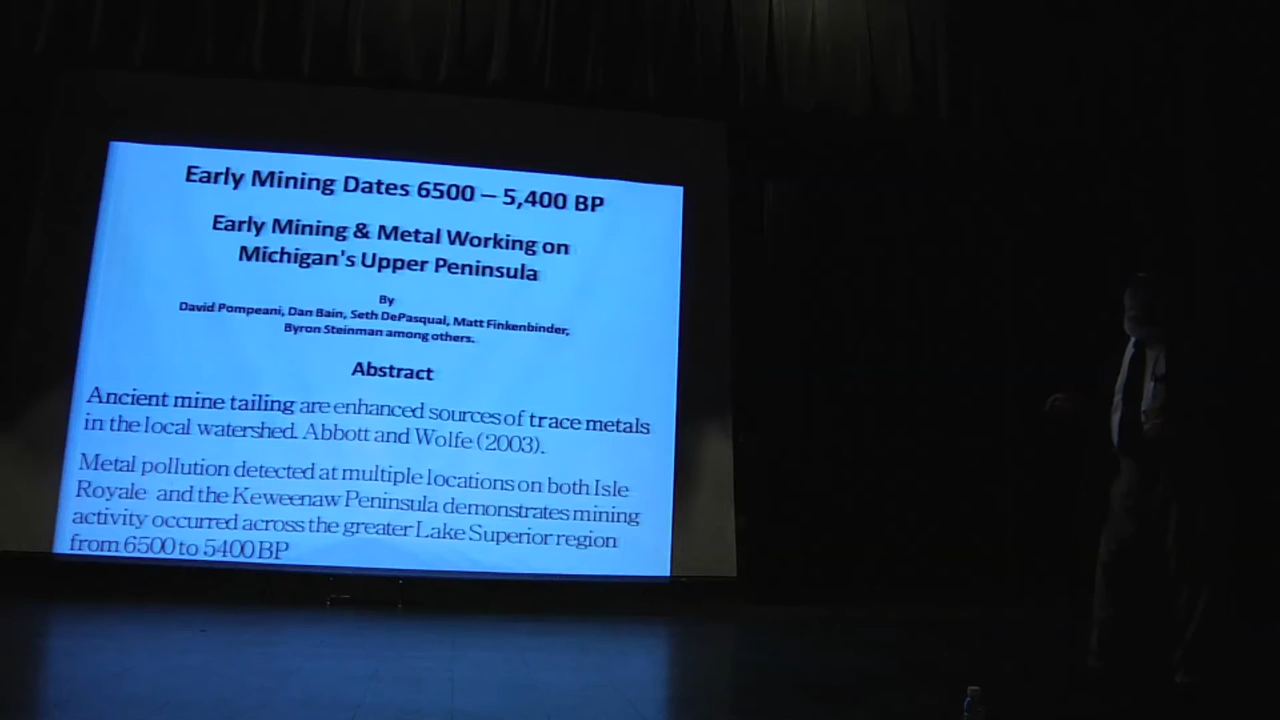 Early Mining Dates 6500 – 5,400 BP
Early Mining & Metal Working on
Michigan's Upper Peninsula
By
David Pompeani, Dan Bain, Seth DePasqual, Matt Finkenbinder,
Byron Steinman among others.
Abstract
Ancient mine tailing are enhanced sources of trace metals
in the local watershed. Abbott and Wolfe (2003).
Metal pollution detected at multiple locations on both Isle
Royale and the Keweenaw Peninsula demonstrates mining
activity occurred across the greater Lake Superior region
from 6500 to 5400 BP